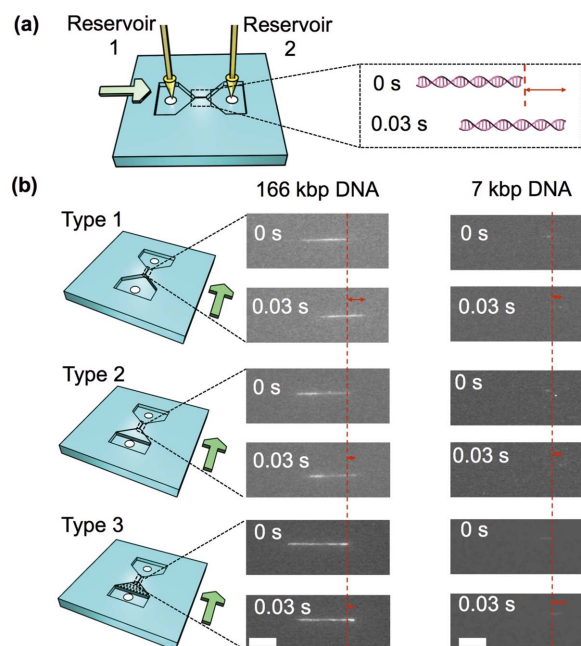 (a)
Reservoir
1
Reservoir
2
0 s
0.03 s
(b)
166 kbp DNA
7 kbp DNA
Type 1
0 s
0 s
0.03 s
0.03 s
Type 2
0 s
0 s
0.03 s
0.03 s
Type 3
0 s
0 s
0.03 s
0.03 s